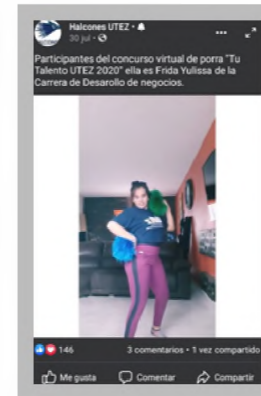 Halcones UTEZ •
30 jul •
Participantes del concurso virtual de porra "Tu
Talento UTEZ 2020" ella es Frida Yulissa de la
Carrera de Desarollo de negocios.
146 3 comentarios • 1 vez compartido
Me gusta Comentar Compartir